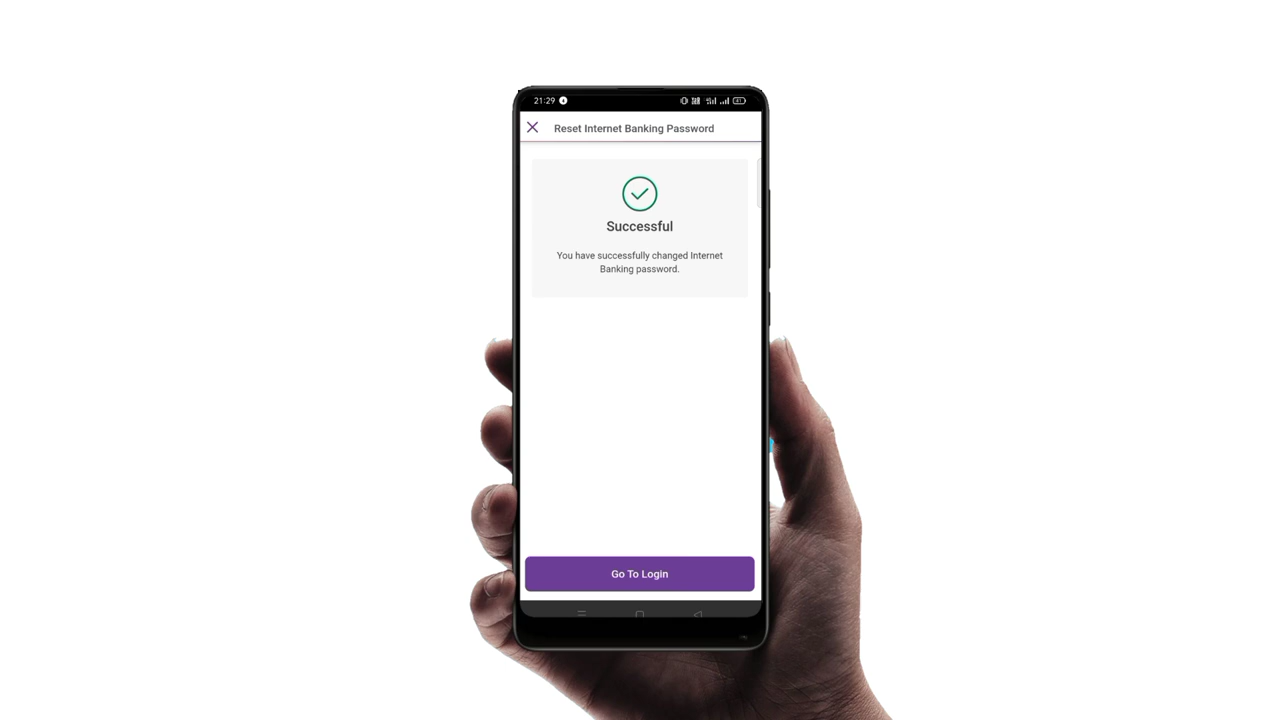 21:29
Reset Internet Banking Password
Successful
You have successfully changed Internet
Banking password.
Go To Login